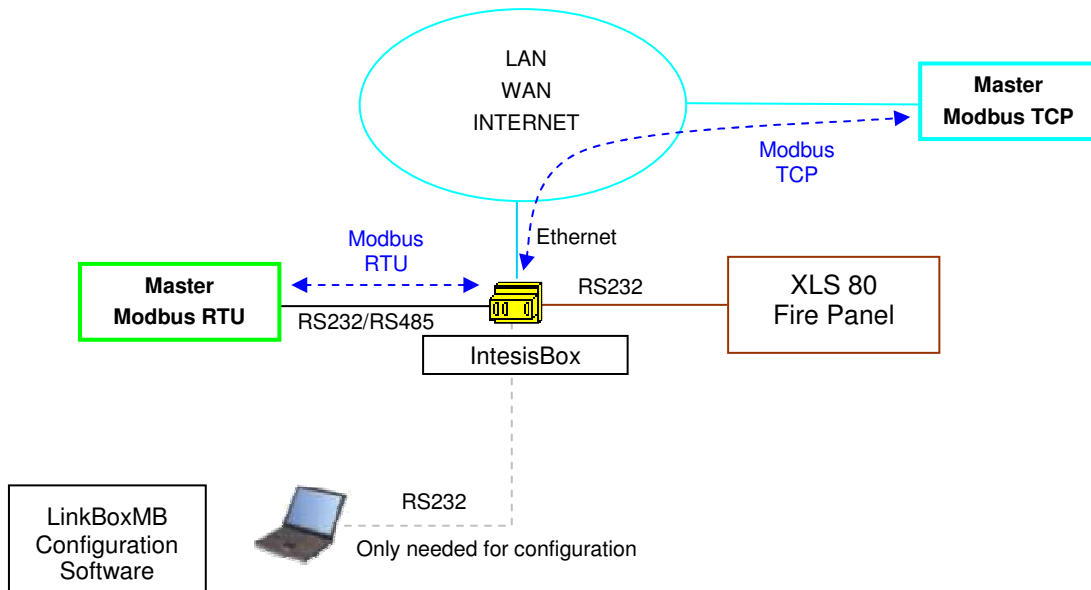 LAN
WAN
INTERNET
Master
Modbus TCP
Modbus
TCP
Ethernet
Modbus
RTU
Master
Modbus RTU
RS232/RS485
RS232
XLS 80
Fire Panel
IntesisBox
RS232
Only needed for configuration
LinkBoxMB
Configuration
Software